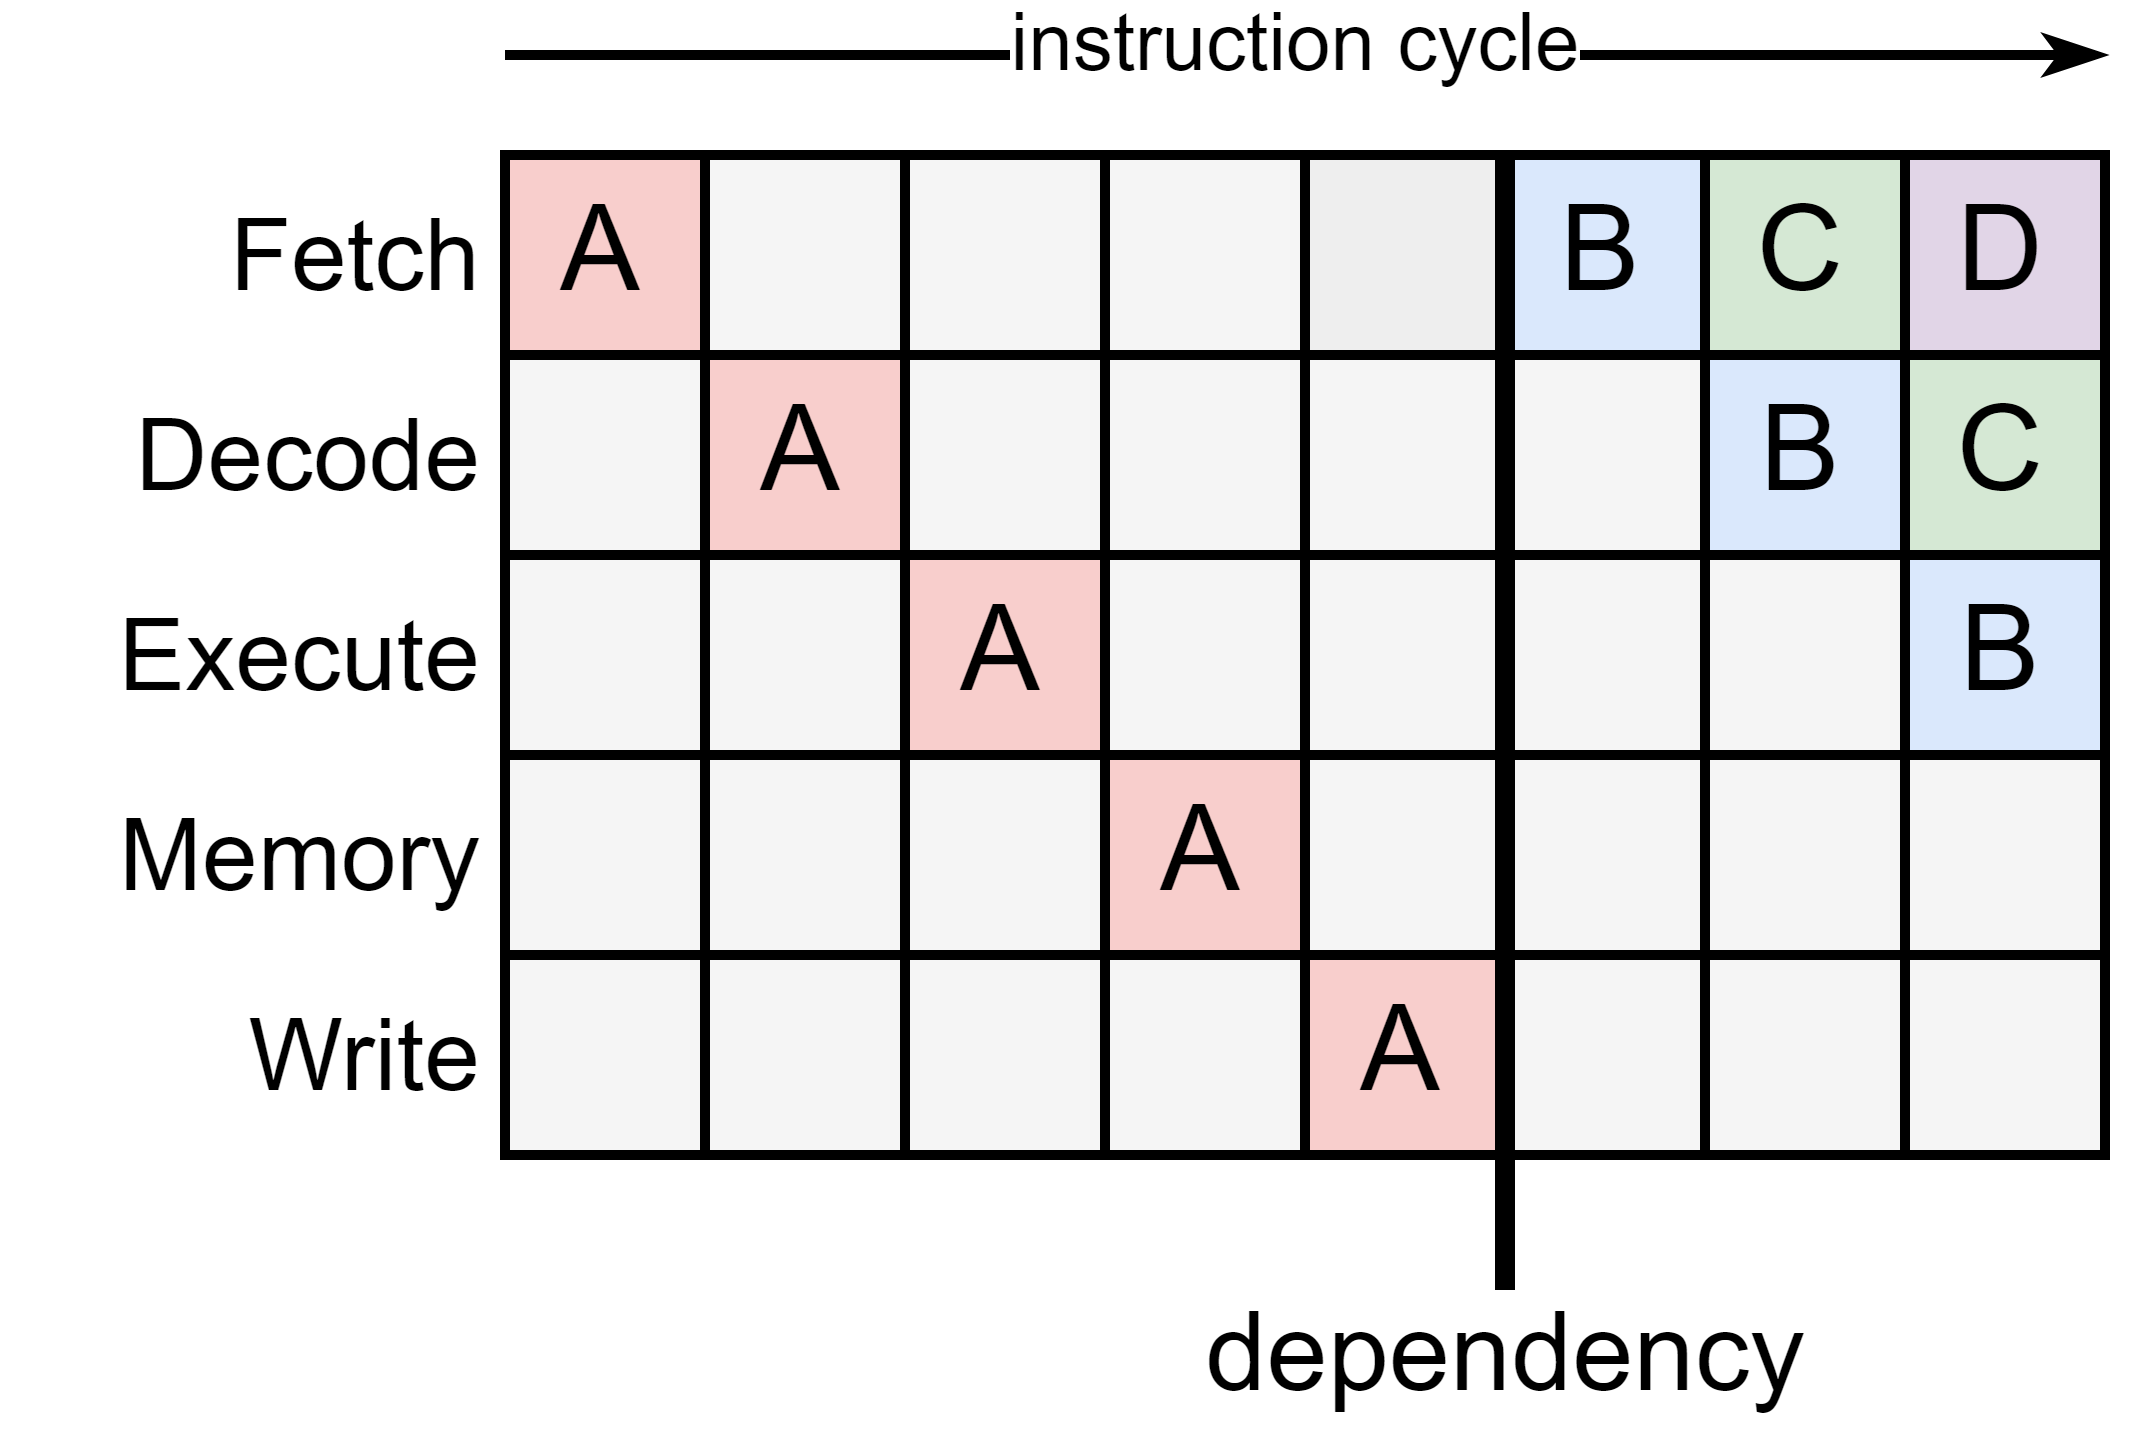 instruction cycle
Fetch A B C D
Decode A B C
Execute A B
Memory A
Write A
dependency